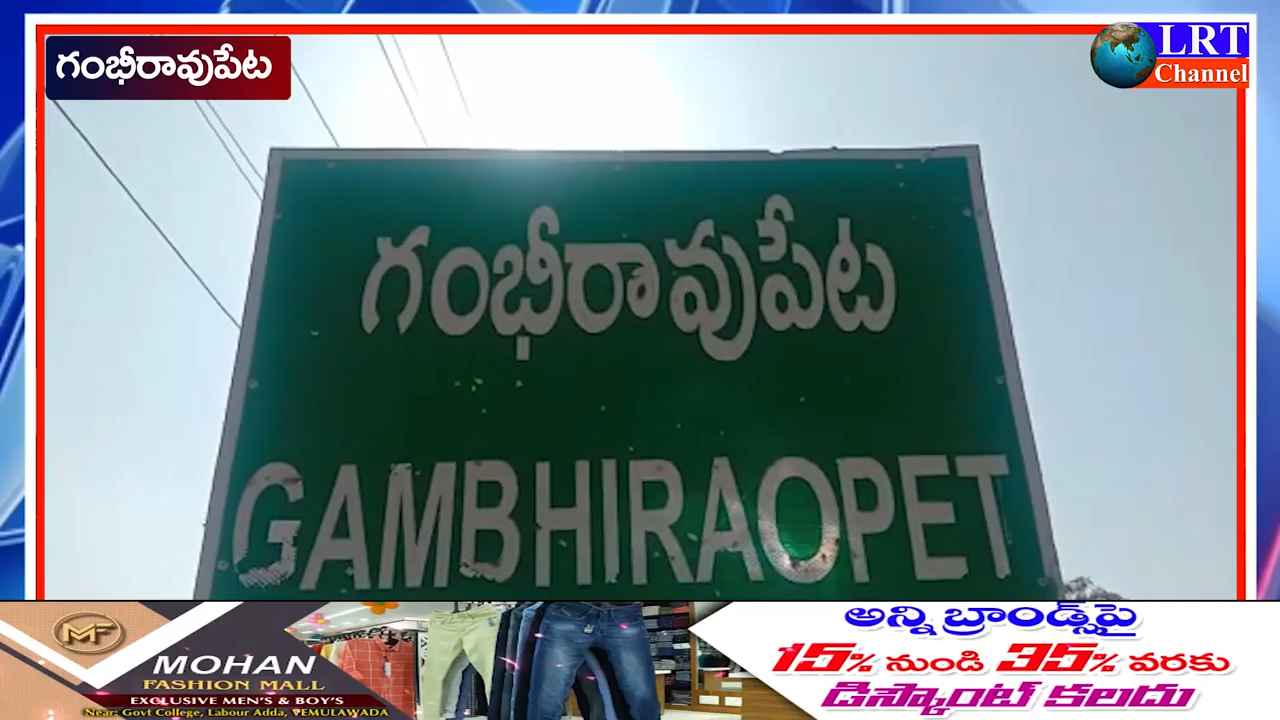 గంభీరావుపేట
LRT
Channel
గంభీరావుపేట
GAMBHIRAOPET
MF
MOHAN
FASHION MALL
EXCLUSIVE MEN'S & BOY'S
Near: Govt College, Labour Adda, VEMULAWADA
అన్ని బ్రాండ్స్‌పై
15% నుండి 35% వరకు
డిస్కౌంట్ కలదు